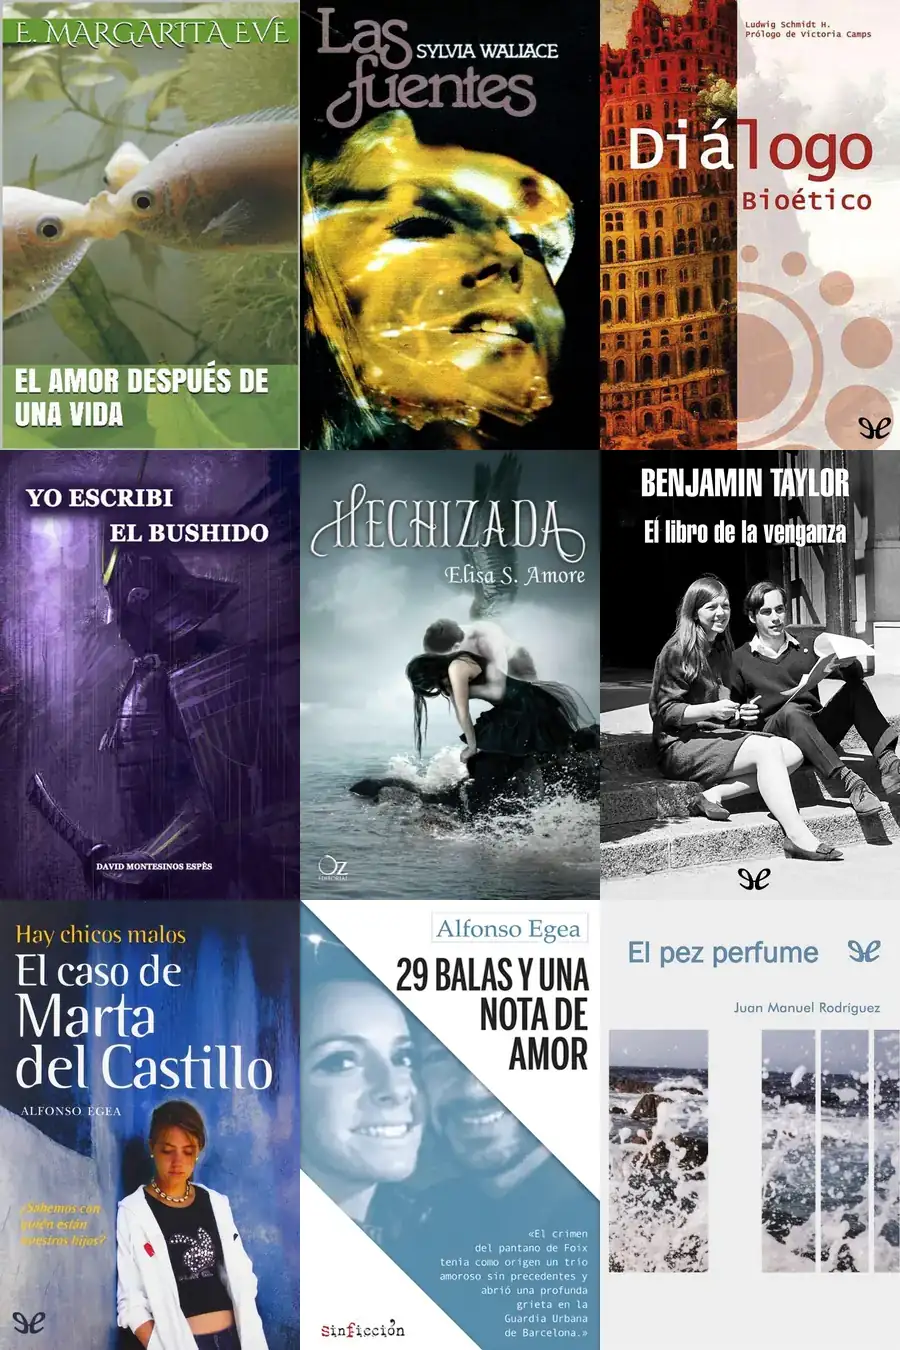 E. MARGARITA EVE
EL AMOR DESPUÉS DE
UNA VIDA
Las
fuentes
SYLVIA WALLACE
Ludwig Schmidt H.
Prólogo de Victoria Camps
Diálogo
Bioético
YO ESCRIBI
EL BUSHIDO
DAVID MONTESINOS ESPÉS
HECHIZADA
Elisa S. Amore
Oz
EDITORIAL
BENJAMIN TAYLOR
El libro de la venganza
Hay chicos malos
El caso de
Marta
del Castillo
ALFONSO EGEA
¿Sabemos con
quién están
nuestros hijos?
Alfonso Egea
29 BALAS Y UNA
NOTA DE
AMOR
«El crimen
del pantano de Foix
tenía como origen un trío
amoroso sin precedentes y
abrió una profunda
grieta en la
Guardia Urbana
de Barcelona.»
sinficción
El pez perfume
Juan Manuel Rodríguez